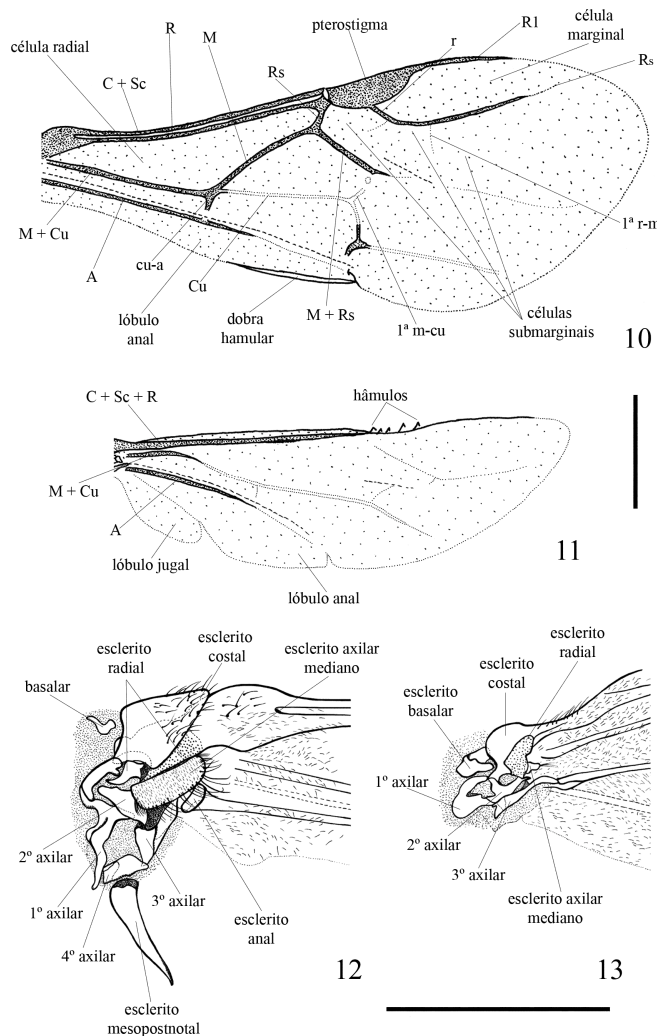 célula radial
R
M
pterostigma
r
R1
célula
marginal
C + Sc
Rs
Rs
M + Cu
A
cu-a
lóbulo
anal
Cu
dobra
hamular
M + Rs
1ª m-cu
células
submarginais
1ª r-m
10
C + Sc + R
hâmulos
M + Cu
A
lóbulo jugal
lóbulo anal
11
basalar
esclerito
radial
esclerito
costal
esclerito axilar
mediano
2º axilar
1º axilar
4º axilar
3º axilar
esclerito
anal
esclerito
mesopostnotal
12
esclerito
basalar
esclerito
costal
esclerito
radial
1º axilar
2º axilar
3º axilar
esclerito axilar
mediano
13